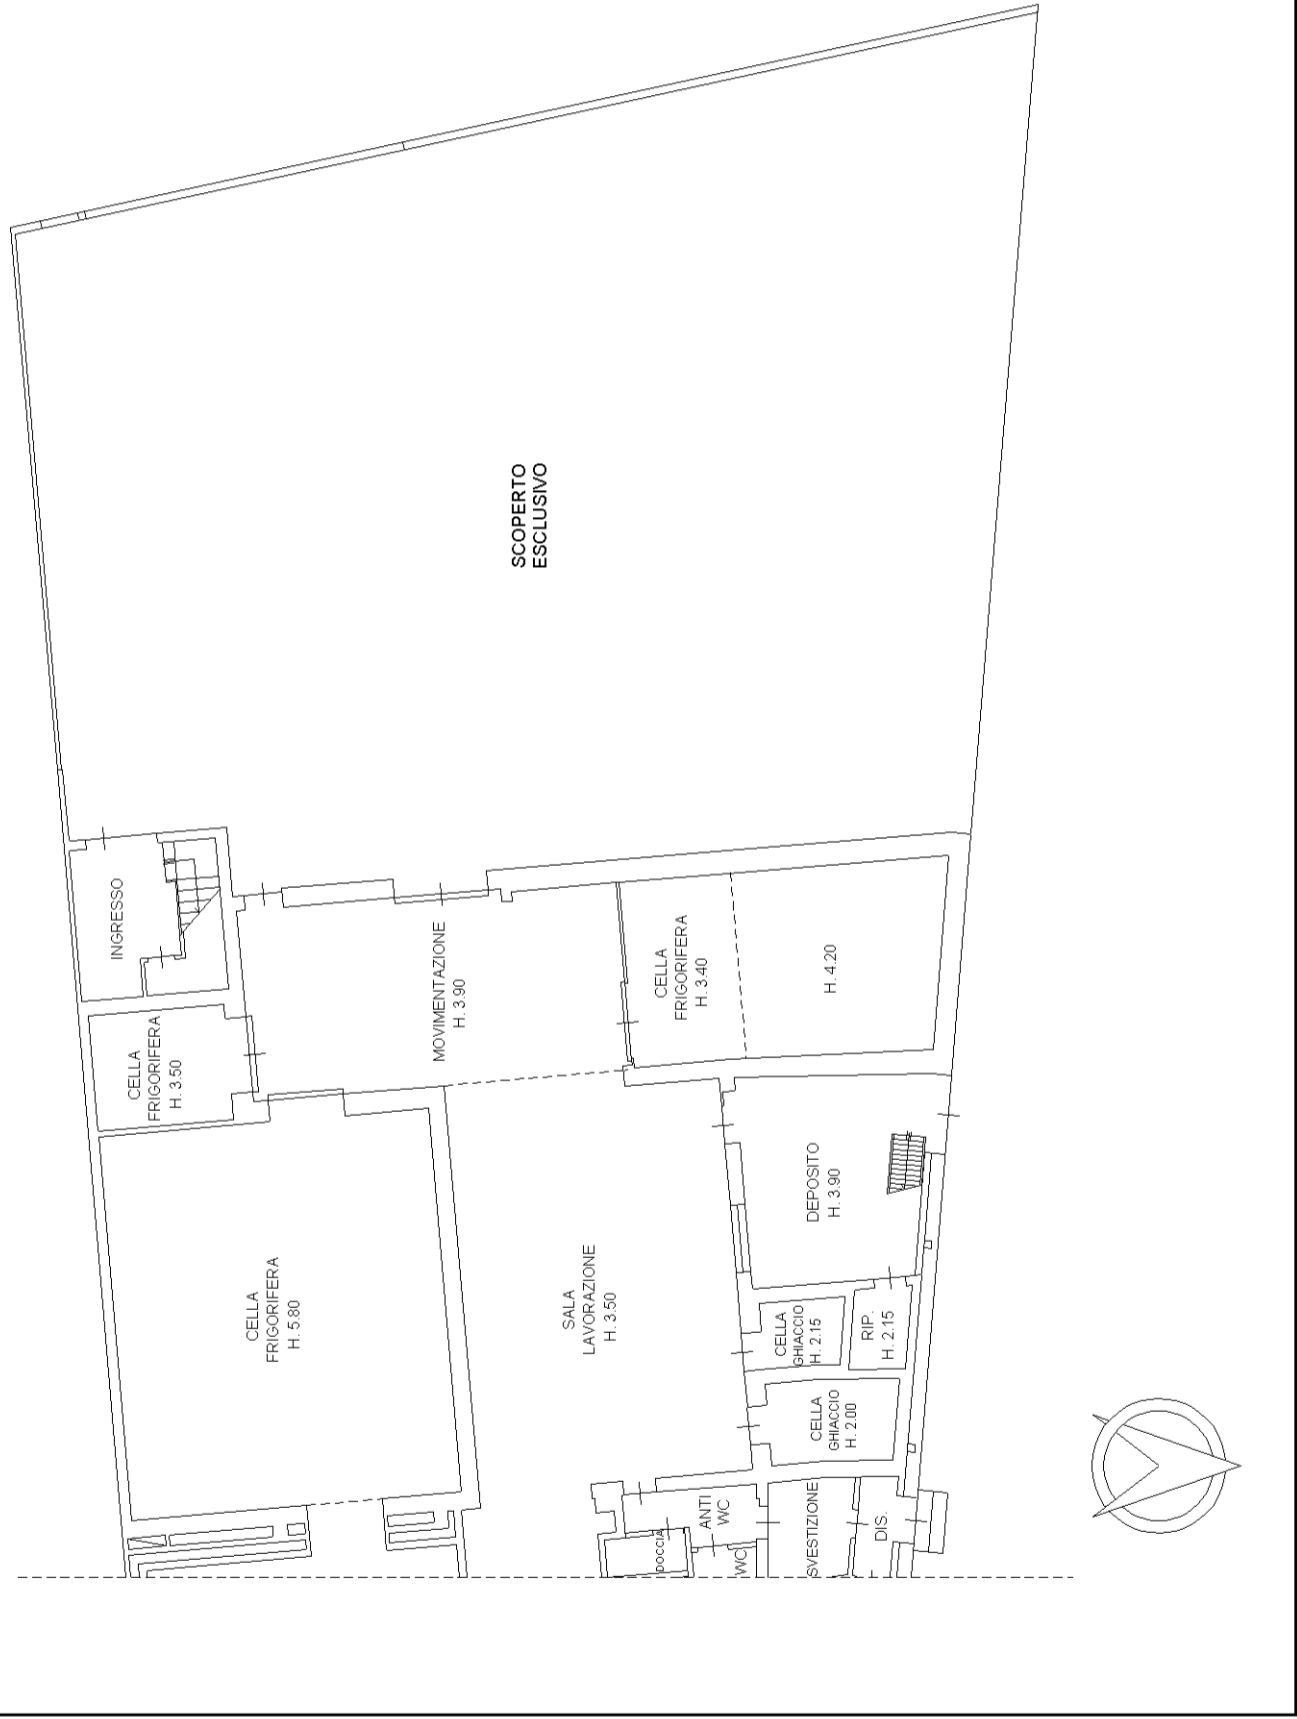 SCOPERTO
ESCLUSIVO
INGRESSO
CELLA
FRIGORIFERA
H. 3.50
MOVIMENTAZIONE
H. 3.90
CELLA
FRIGORIFERA
H. 3.40
H. 4.20
CELLA
FRIGORIFERA
H. 5.80
SALA
LAVORAZIONE
H. 3.50
DEPOSITO
H. 3.90
CELLA
GHIACCIO
H. 2.15
RIP.
H. 2.15
CELLA
GHIACCIO
H. 2.00
DOCCIA
ANTI
WC
WC
SVESTIZIONE
DIS.